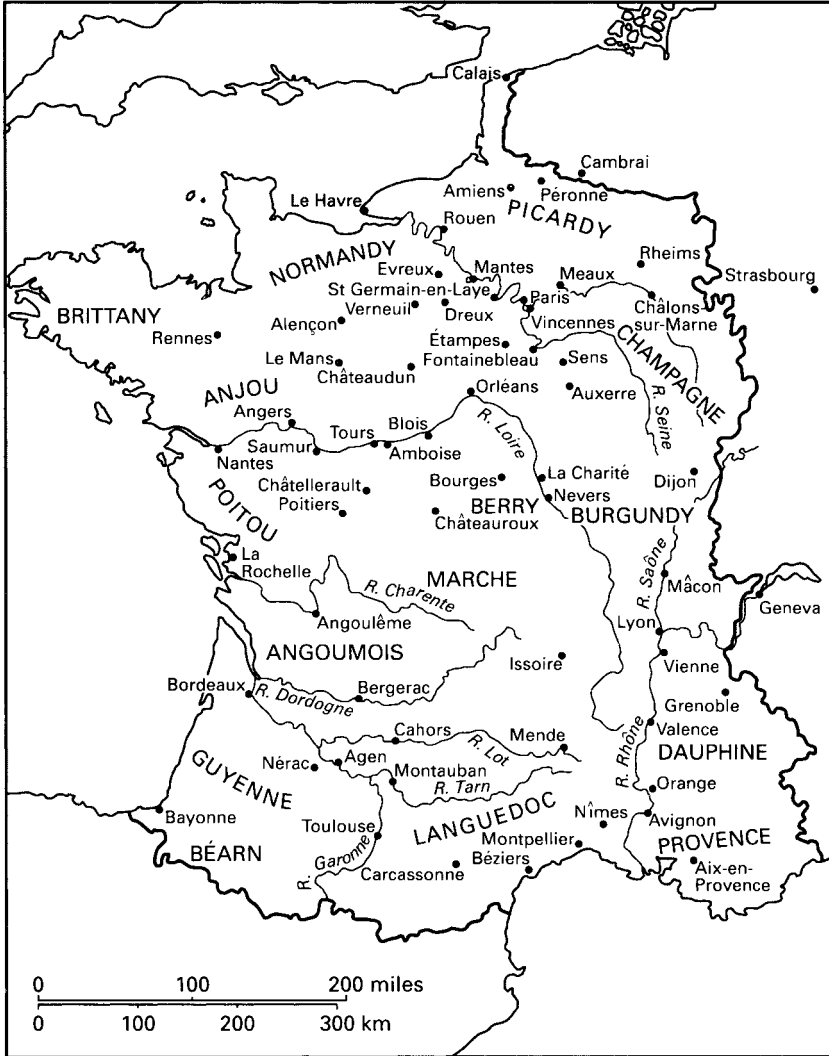 Calais
Cambrai
Amiens
Péronne
PICARDY
Le Havre
Rouen
NORMANDY
Rheims
Evreux
Mantes
Meaux
Strasbourg
St Germain-en-Laye
Paris
Châlons-
sur-Marne
Verneuil
Dreux
Vincennes
BRITTANY
Alençon
Rennes
Étampes
CHAMPAGNE
Le Mans
Fontainebleau
Sens
Châteaudun
ANJOU
Orléans
Auxerre
R. Seine
Angers
Blois
R. Loire
Tours
Nantes
Saumur
Amboise
Châtellerault
Bourges
La Charité
Dijon
POITOU
Poitiers
BERRY
Nevers
Châteauroux
BURGUNDY
La
Rochelle
MARCHE
R. Saône
Mâcon
R. Charente
Geneva
Angoulême
Lyon
ANGOUMOIS
Issoire
Vienne
Bordeaux
R. Dordogne
Bergerac
Grenoble
Valence
Cahors
Mende
R. Lot
R. Rhône
DAUPHINE
Nérac
Agen
GUYENNE
Montauban
R. Tarn
Orange
Bayonne
Toulouse
LANGUEDOC
Nîmes
Avignon
BÉARN
R. Garonne
Montpellier
PROVENCE
Carcassonne
Béziers
Aix-en-
Provence
0 100 200 miles
0 100 200 300 km